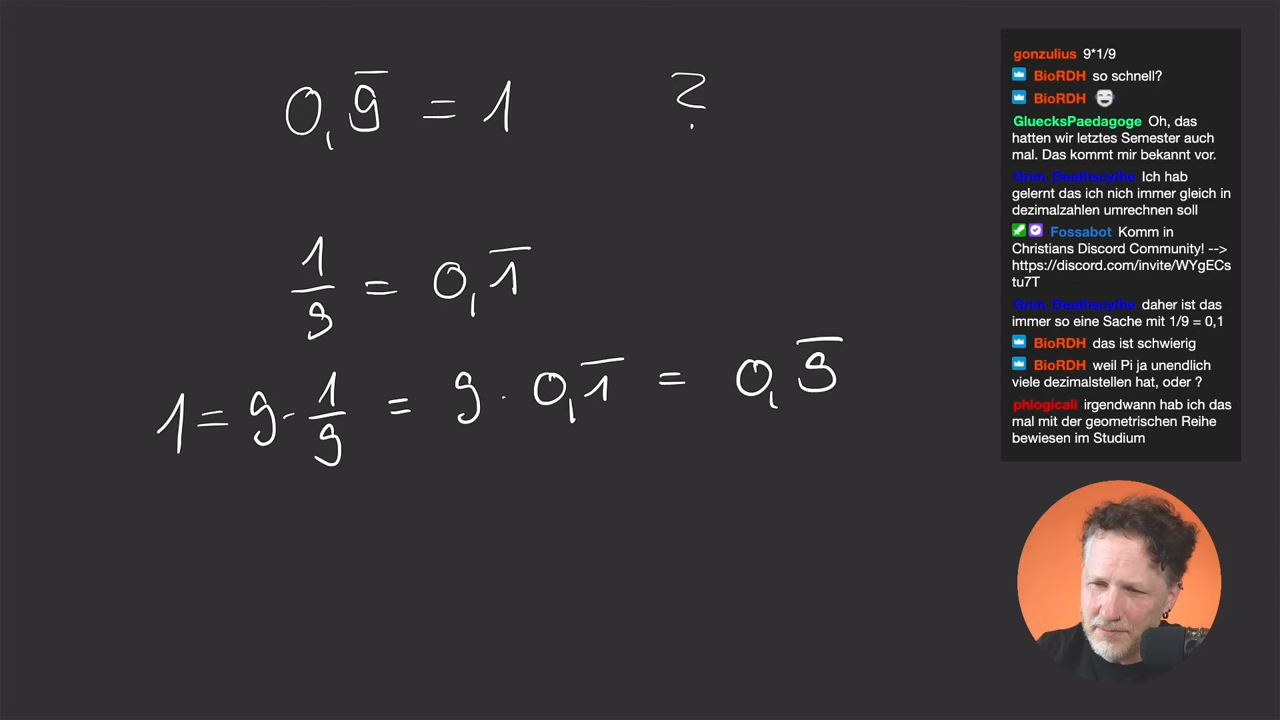 0,9̅ = 1 ?
1/9 = 0,1̅
1 = 9 · 1/9 = 9 · 0,1̅ = 0,9̅
gonzulius 9*1/9
BioRDH so schnell?
BioRDH
GluecksPaedagoge Oh, das
hatten wir letztes Semester auch
mal. Das kommt mir bekannt vor.
Grim_Deathscythe Ich hab
gelernt das ich nich immer gleich in
dezimalzahlen umrechnen soll
Fossabot Komm in
Christians Discord Community! -->
https://discord.com/invite/WYgECs
tu7T
Grim_Deathscythe daher ist das
immer so eine Sache mit 1/9 = 0,1
BioRDH das ist schwierig
BioRDH weil Pi ja unendlich
viele dezimalstellen hat, oder ?
phlogicali irgendwann hab ich das
mal mit der geometrischen Reihe
bewiesen im Studium